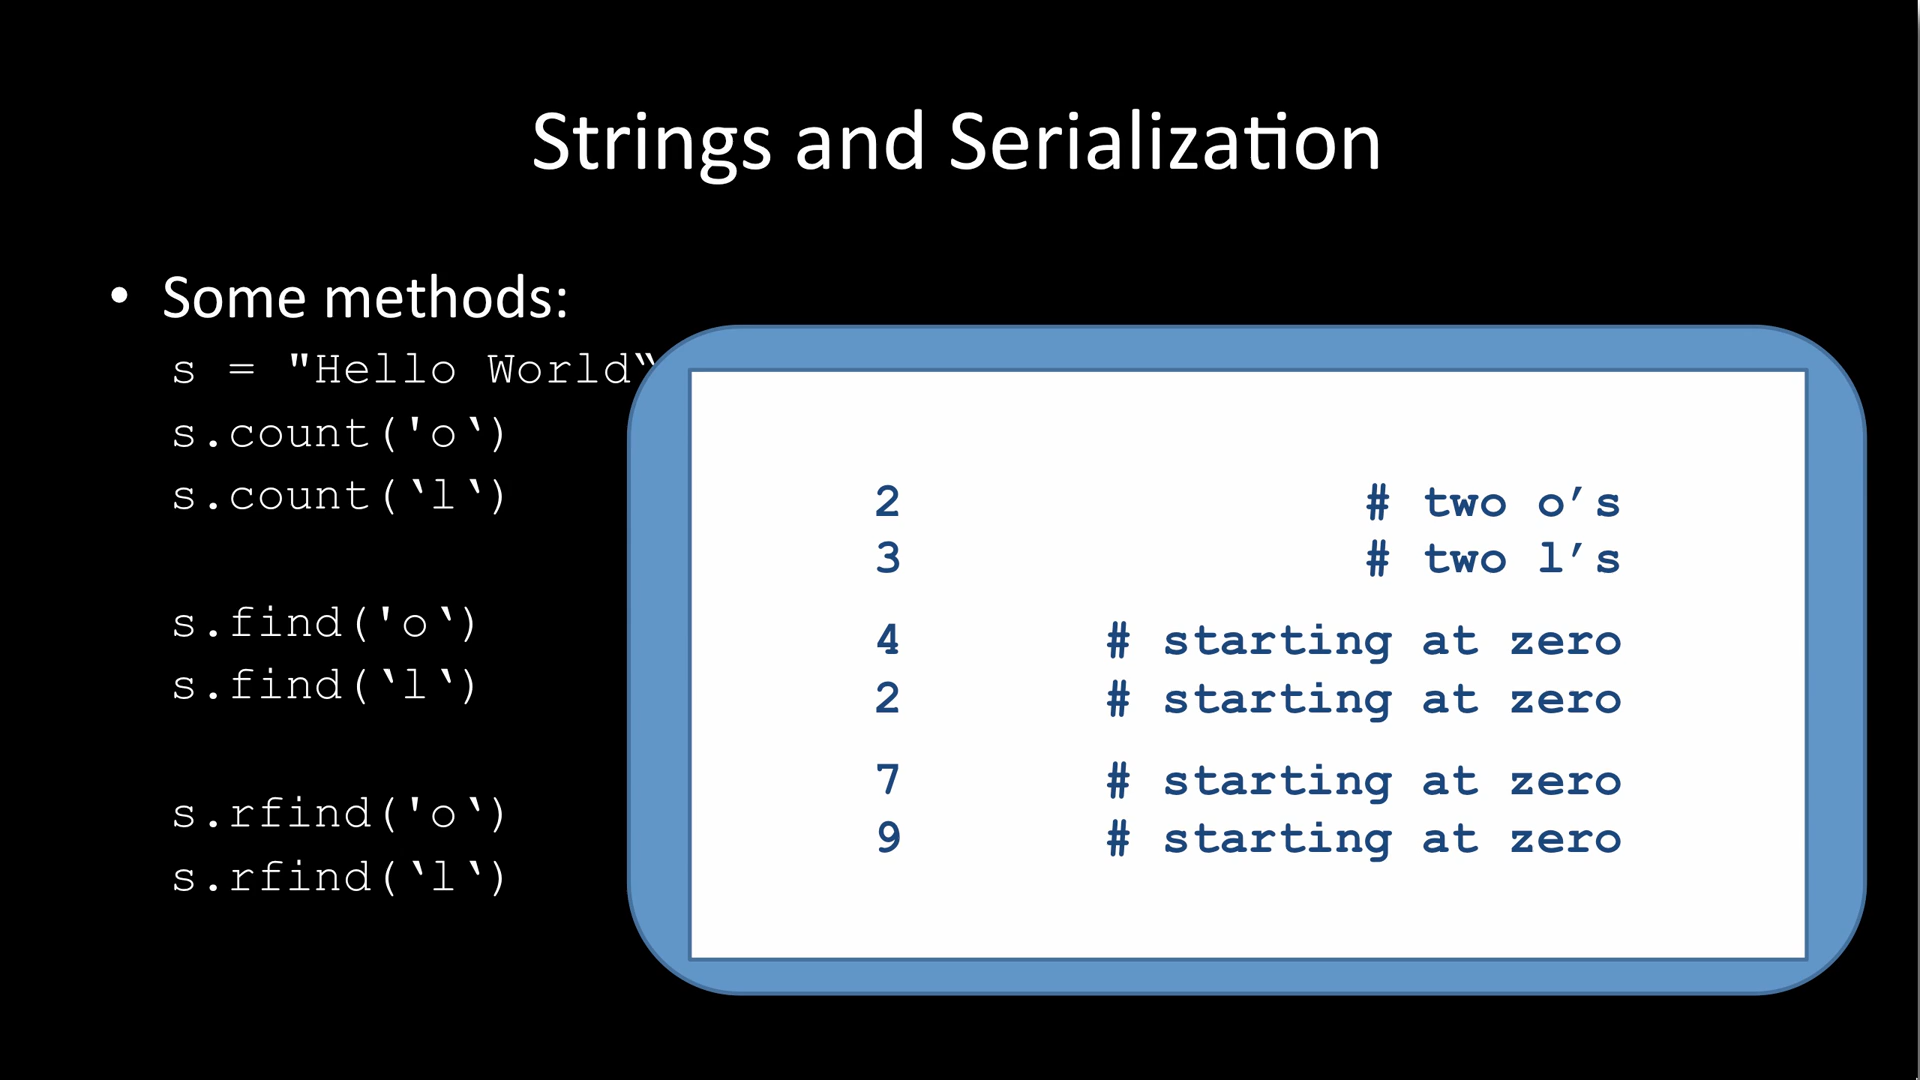 Strings and Serialization
• Some methods:
s = "Hello World“
s.count('o‘)
s.count(‘l‘)
s.find('o‘)
s.find(‘l‘)
s.rfind('o‘)
s.rfind(‘l‘)
2 # two o’s
3 # two l’s
4 # starting at zero
2 # starting at zero
7 # starting at zero
9 # starting at zero